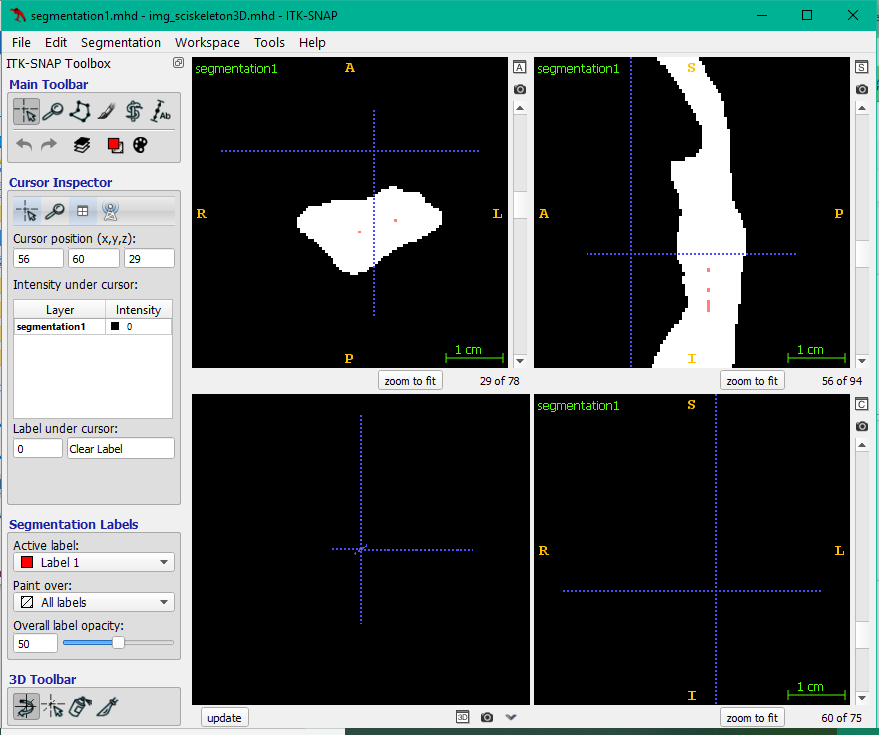 segmentation1.mhd - img_sciskeleton3D.mhd - ITK-SNAP
File Edit Segmentation Workspace Tools Help
ITK-SNAP Toolbox
Main Toolbar
Ab
Cursor Inspector
Cursor position (x,y,z):
56 60 29
Intensity under cursor:
Layer Intensity
segmentation1 0
Label under cursor:
0 Clear Label
Segmentation Labels
Active label:
Label 1
Paint over:
All labels
Overall label opacity:
50
3D Toolbar
segmentation1
A
A
R
L
P
1 cm
zoom to fit
29 of 78
segmentation1
S
S
A
P
I
1 cm
zoom to fit
56 of 94
update
3D
segmentation1
S
C
R
L
I
1 cm
zoom to fit
60 of 75